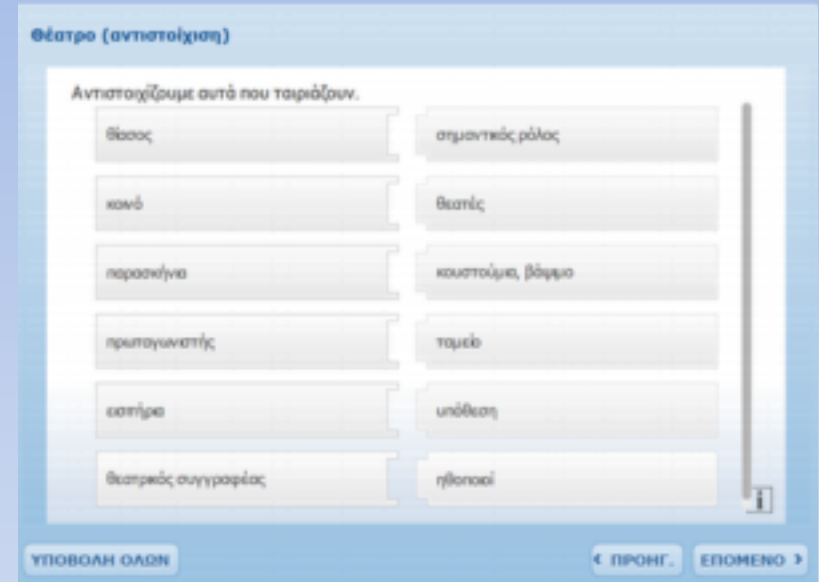 Θέατρο (αντιστοίχιση)
Αντιστοιχίζουμε αυτά που ταιριάζουν.
θίασος σημαντικός ρόλος
κοινό θεατές
παρασκήνια κουστούμια, βάψιμο
πρωταγωνιστής ταμείο
εισιτήρια υπόθεση
θεατρικός συγγραφέας ηθοποιοί
i
ΥΠΟΒΟΛΗ ΟΛΩΝ ‹ ΠΡΟΗΓ. ΕΠΟΜΕΝΟ ›